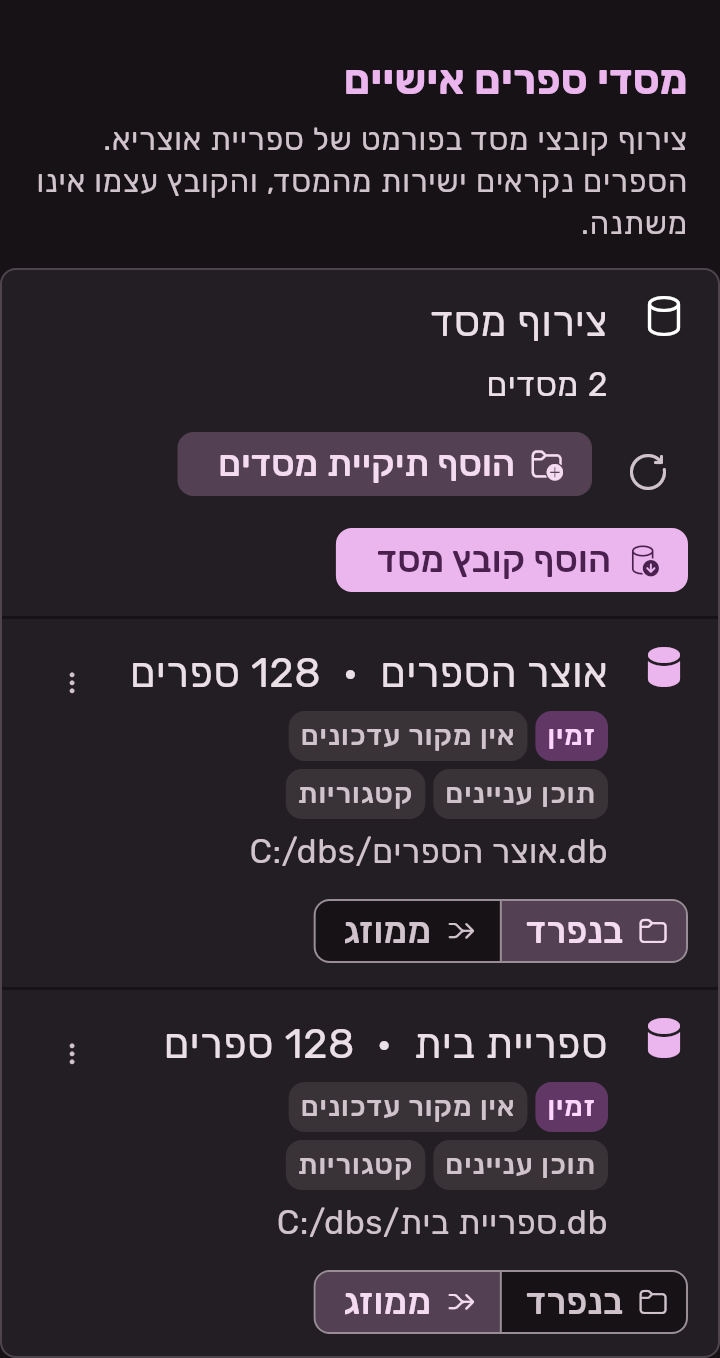 מסדי ספרים אישיים
צירוף קובצי מסד בפורמט של ספריית אוצריא.
הספרים נקראים ישירות מהמסד, והקובץ עצמו אינו
משתנה.
צירוף מסד
2 מסדים
הוסף תיקיית מסדים
הוסף קובץ מסד
אוצר הספרים • 128 ספרים
זמין אין מקור עדכונים
תוכן עניינים קטגוריות
C:/dbs/אוצר הספרים.db
בנפרד ממוזג
ספריית בית • 128 ספרים
זמין אין מקור עדכונים
תוכן עניינים קטגוריות
C:/dbs/ספריית בית.db
בנפרד ממוזג